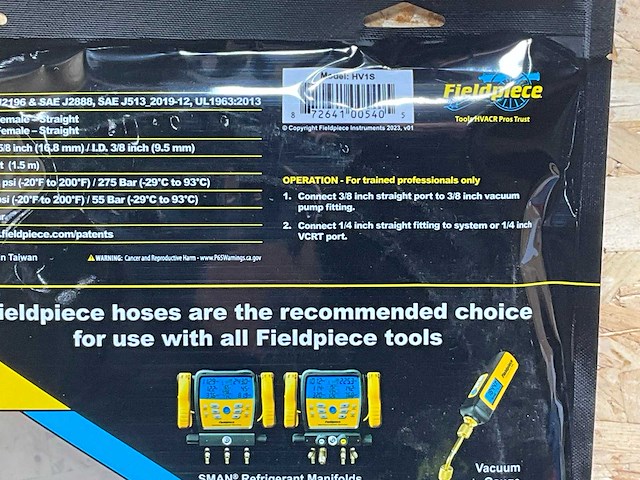 Model: HV1S
8 72641 00540 5
© Copyright Fieldpiece Instruments 2023, v01
Fieldpiece
Tools HVACR Pros Trust
J2196 & SAE J2888, SAE J513_2019-12, UL1963:2013
emale – Straight
emale – Straight
5/8 inch (16.8 mm) / I.D. 3/8 inch (9.5 mm)
t (1.5 m)
psi (-20°F to 200°F) / 275 Bar (-29°C to 93°C)
psi (-20°F to 200°F) / 55 Bar (-29°C to 93°C)
r.
fieldpiece.com/patents
n Taiwan
WARNING: Cancer and Reproductive Harm - www.P65Warnings.ca.gov
OPERATION - For trained professionals only
1. Connect 3/8 inch straight port to 3/8 inch vacuum
pump fitting.
2. Connect 1/4 inch straight fitting to system or 1/4 inch
VCRT port.
ieldpiece hoses are the recommended choice
for use with all Fieldpiece tools
SMAN® Refrigerant Manifolds
Vacuum
Gauge